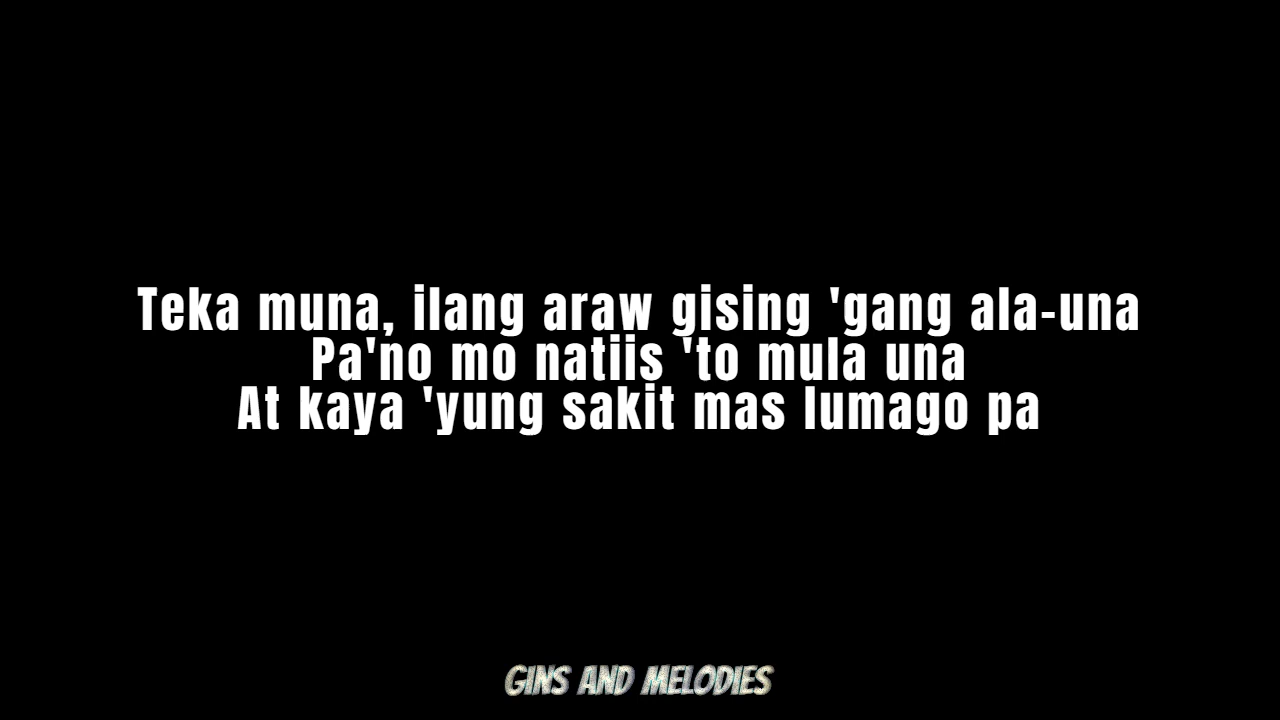 Teka muna, ilang araw gising 'gang ala-una
Pa'no mo natiis 'to mula una
At kaya 'yung sakit mas lumago pa
GINS AND MELODIES